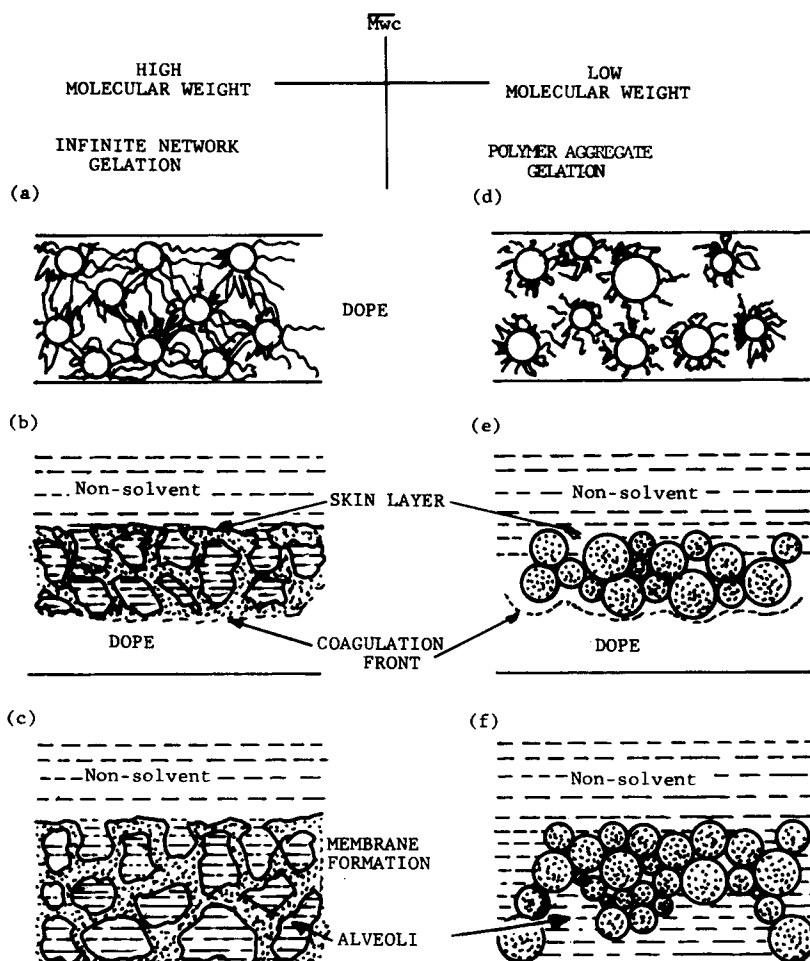 Mwc
HIGH
MOLECULAR WEIGHT
LOW
MOLECULAR WEIGHT
INFINITE NETWORK
GELATION
POLYMER AGGREGATE
GELATION
(a)
(d)
DOPE
(b)
(e)
Non-solvent
SKIN LAYER
Non-solvent
DOPE
COAGULATION
FRONT
DOPE
(c)
(f)
Non-solvent
Non-solvent
MEMBRANE
FORMATION
ALVEOLI